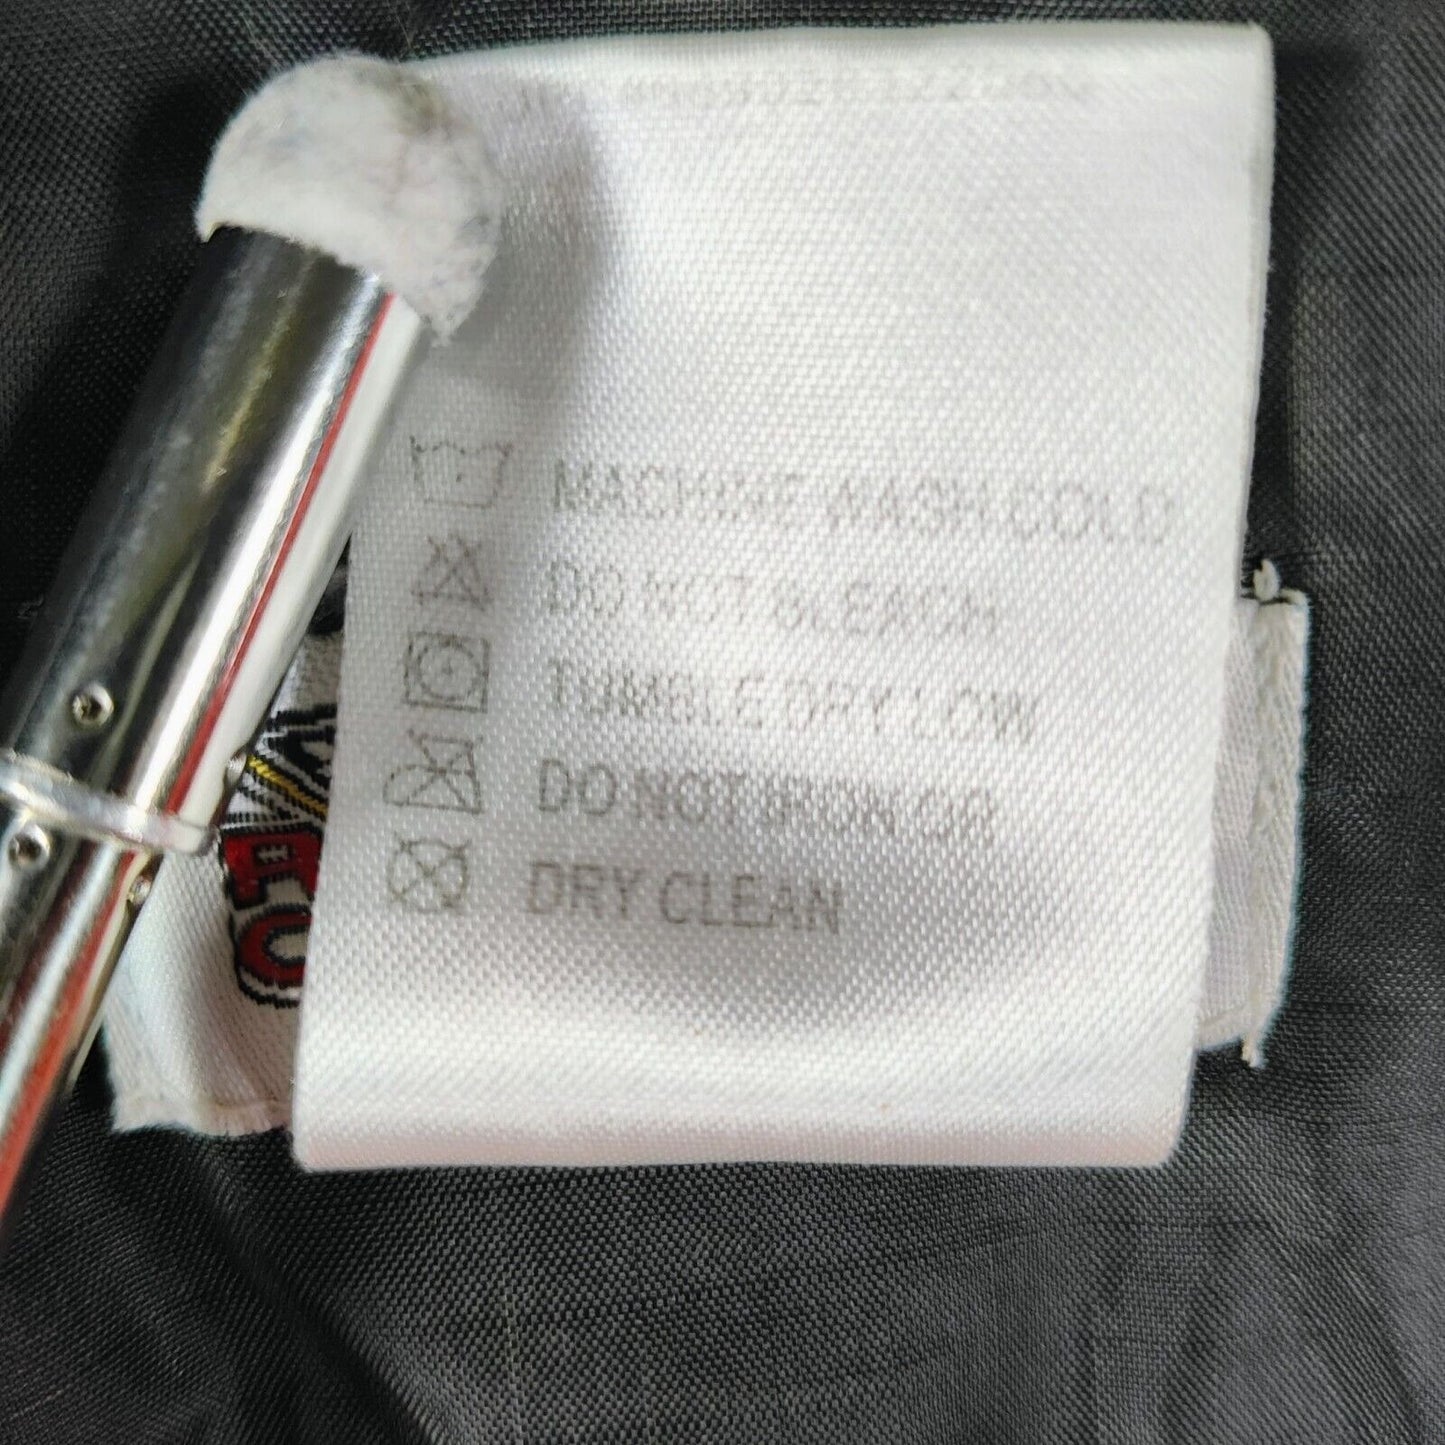 MACHINE WASH COLD
DO NOT BLEACH
TUMBLE DRY LOW
DO NOT IRON OR
DRY CLEAN